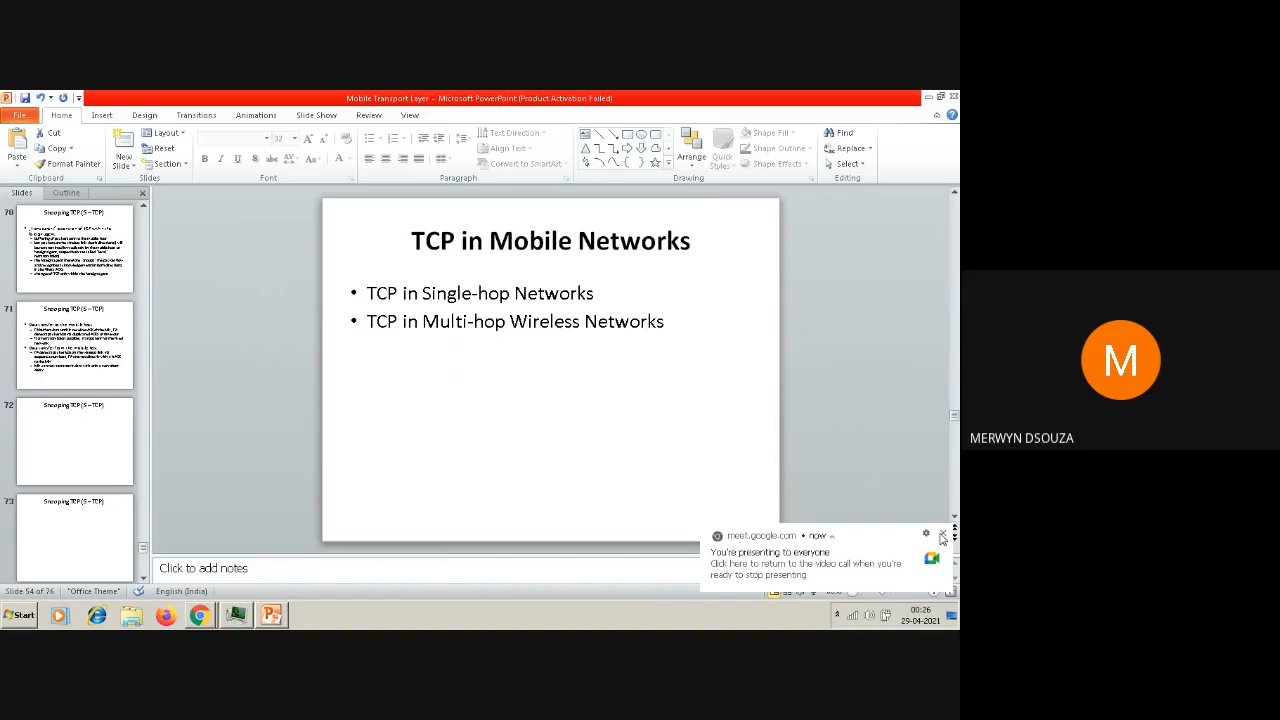 Mobile Transport Layer - Microsoft PowerPoint (Product Activation Failed)
File Home Insert Design Transitions Animations Slide Show Review View
Paste
Cut
Copy
Format Painter
Clipboard
New Slide
Layout
Reset
Section
Slides
32
Font
Paragraph
Text Direction
Align Text
Convert to SmartArt
Arrange
Quick Styles
Shape Fill
Shape Outline
Shape Effects
Drawing
Find
Replace
Select
Editing
Slides Outline
70
Snooping TCP (S – TCP)
71
Snooping TCP (S – TCP)
72
Snooping TCP (S – TCP)
73
Snooping TCP (S – TCP)
TCP in Mobile Networks
• TCP in Single-hop Networks
• TCP in Multi-hop Wireless Networks
Click to add notes
meet.google.com • now
You're presenting to everyone
Click here to return to the video call when you're
ready to stop presenting
Slide 54 of 76 "Office Theme" English (India)
Start
00:26
29-04-2021
M
MERWYN DSOUZA